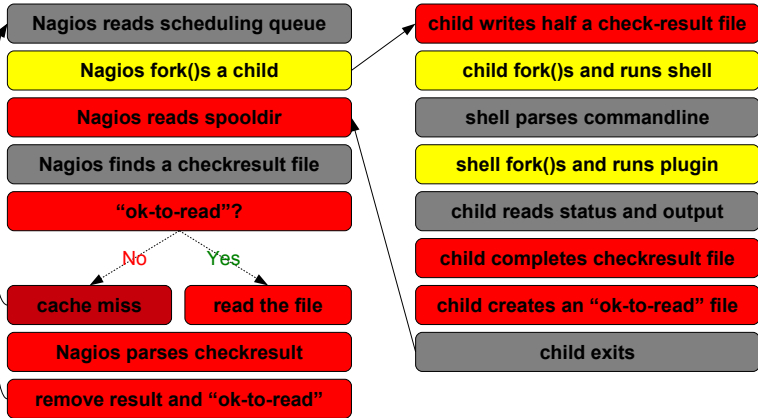 Nagios reads scheduling queue
Nagios fork()s a child
Nagios reads spooldir
Nagios finds a checkresult file
“ok-to-read”?
No
Yes
cache miss
read the file
Nagios parses checkresult
remove result and “ok-to-read”
child writes half a check-result file
child fork()s and runs shell
shell parses commandline
shell fork()s and runs plugin
child reads status and output
child completes checkresult file
child creates an “ok-to-read” file
child exits